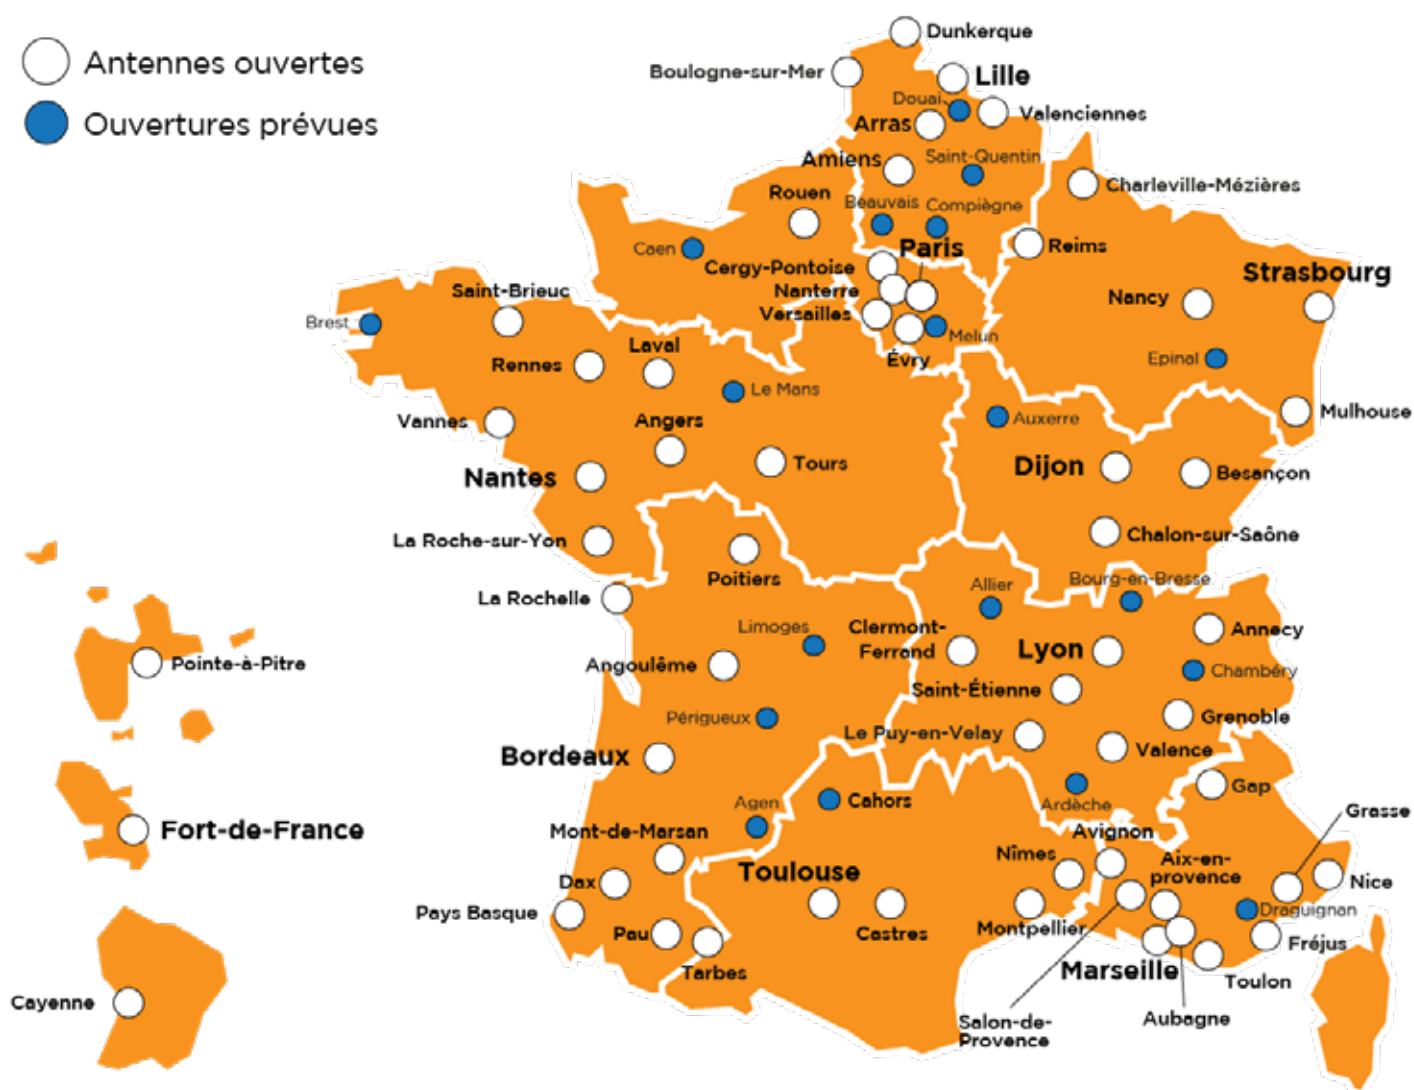 Antennes ouvertes
Ouvertures prévues
Dunkerque
Boulogne-sur-Mer
Lille
Douai
Valenciennes
Arras
Amiens
Saint-Quentin
Charleville-Mézières
Rouen
Beauvais
Compiègne
Caen
Paris
Reims
Cergy-Pontoise
Strasbourg
Nanterre
Nancy
Saint-Brieuc
Versailles
Brest
Melun
Laval
Évry
Epinal
Rennes
Le Mans
Vannes
Angers
Auxerre
Mulhouse
Nantes
Tours
Dijon
Besançon
La Roche-sur-Yon
Chalon-sur-Saône
Poitiers
Allier
Bourg-en-Bresse
La Rochelle
Limoges
Clermont-
Ferrand
Lyon
Annecy
Pointe-à-Pitre
Angoulême
Chambéry
Saint-Étienne
Périgueux
Grenoble
Le Puy-en-Velay
Bordeaux
Valence
Gap
Agen
Cahors
Ardèche
Grasse
Fort-de-France
Mont-de-Marsan
Avignon
Nîmes
Aix-en-
provence
Toulouse
Dax
Nice
Pays Basque
Draguignan
Pau
Castres
Montpellier
Fréjus
Tarbes
Marseille
Toulon
Cayenne
Salon-de-
Provence
Aubagne